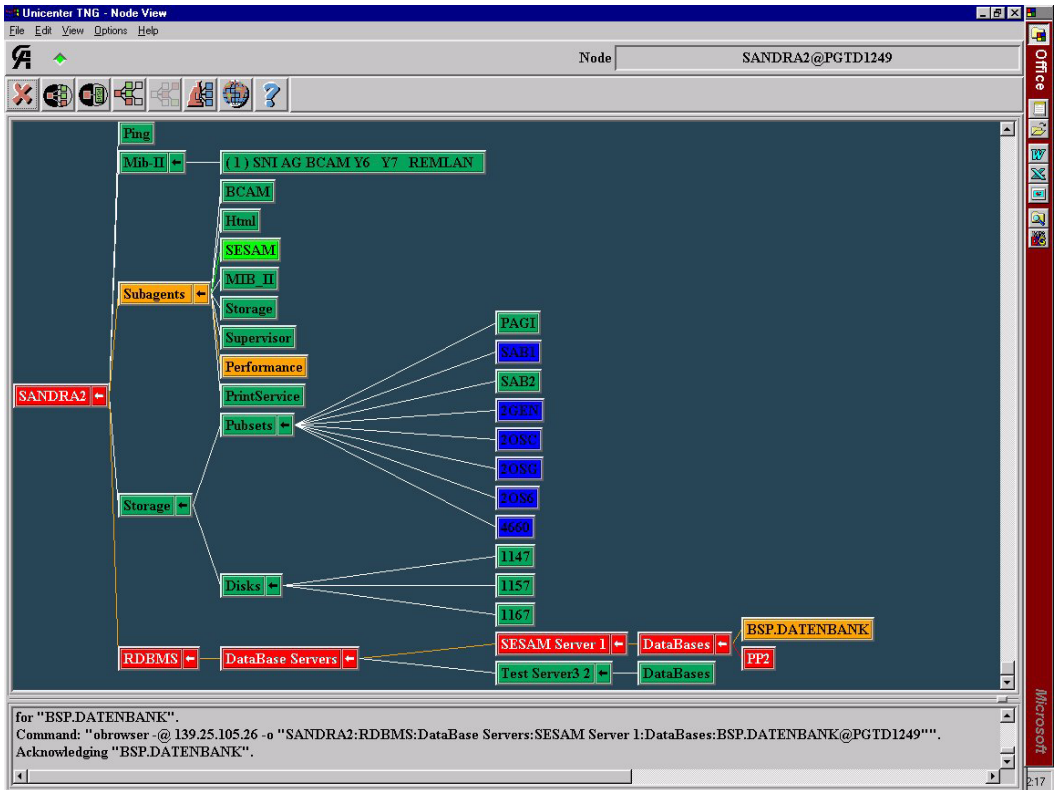 Unicenter TNG - Node View
File Edit View Options Help
Node SANDRA2@PGTD1249
Office
Ping
Mib-II
( 1 ) SNI AG BCAM Y6 Y7 REMLAN
BCAM
Html
SESAM
MIB_II
Subagents
Storage
PAGI
Supervisor
SAB1
Performance
SAB2
SANDRA2
PrintService
2GEN
Pubsets
2OSC
2OSG
Storage
2OS6
4660
1147
Disks
1157
1167
BSP.DATENBANK
SESAM Server 1
DataBases
RDBMS
DataBase Servers
PP2
Test Server3 2
DataBases
Microsoft
for "BSP.DATENBANK".
Command: "obrowser -@ 139.25.105.26 -o "SANDRA2:RDBMS:DataBase Servers:SESAM Server 1:DataBases:BSP.DATENBANK@PGTD1249"".
Acknowledging "BSP.DATENBANK".
2:17